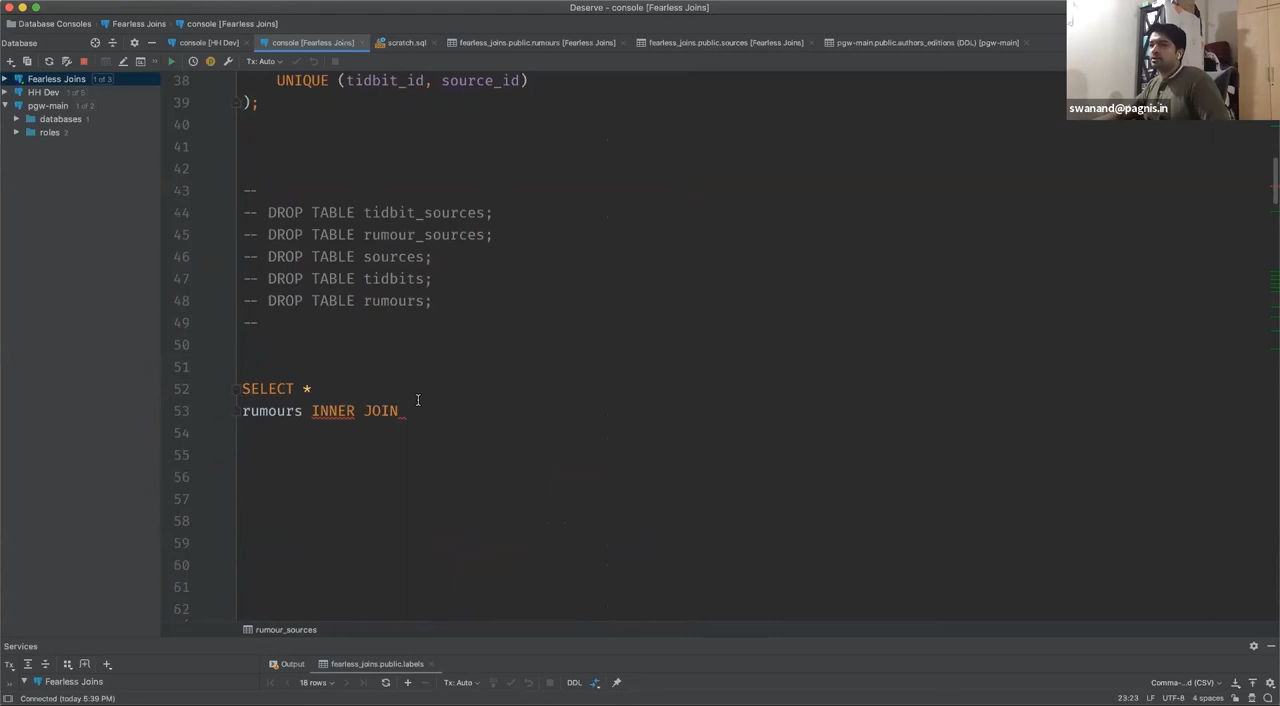 Deserve - console [Fearless Joins]
Database Consoles
Fearless Joins
console [Fearless Joins]
Database
console [HH Dev]
console [Fearless Joins]
scratch.sql
fearless_joins.public.rumours [Fearless Joins]
fearless_joins.public.sources [Fearless Joins]
pgw-main.public.authors_editions (DDL) [pgw-main]
Tx: Auto
Fearless Joins 1 of 3
HH Dev 1 of 5
pgw-main 1 of 2
databases 1
roles 2
swanand@pagnis.in
38 UNIQUE (tidbit_id, source_id)
39 );
40
41
42
43 --
44 -- DROP TABLE tidbit_sources;
45 -- DROP TABLE rumour_sources;
46 -- DROP TABLE sources;
47 -- DROP TABLE tidbits;
48 -- DROP TABLE rumours;
49 --
50
51
52 SELECT *
53 rumours INNER JOIN
54
55
56
57
58
59
60
61
62
rumour_sources
Services
Tx
Output
fearless_joins.public.labels
Fearless Joins
18 rows
Tx: Auto
DDL
Comma-...d (CSV)
Connected (today 5:39 PM)
23:23 LF UTF-8 4 spaces